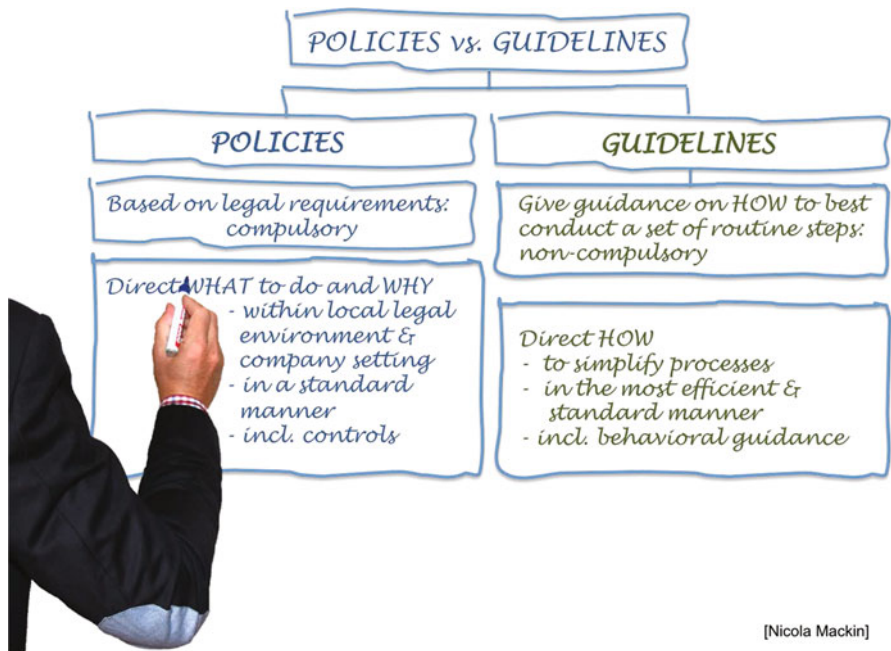 POLICIES vs. GUIDELINES
POLICIES
Based on legal requirements:
compulsory
Direct WHAT to do and WHY
- within local legal
environment &
company setting
- in a standard
manner
- incl. controls
GUIDELINES
Give guidance on HOW to best
conduct a set of routine steps:
non-compulsory
Direct HOW
- to simplify processes
- in the most efficient &
standard manner
- incl. behavioral guidance
[Nicola Mackin]